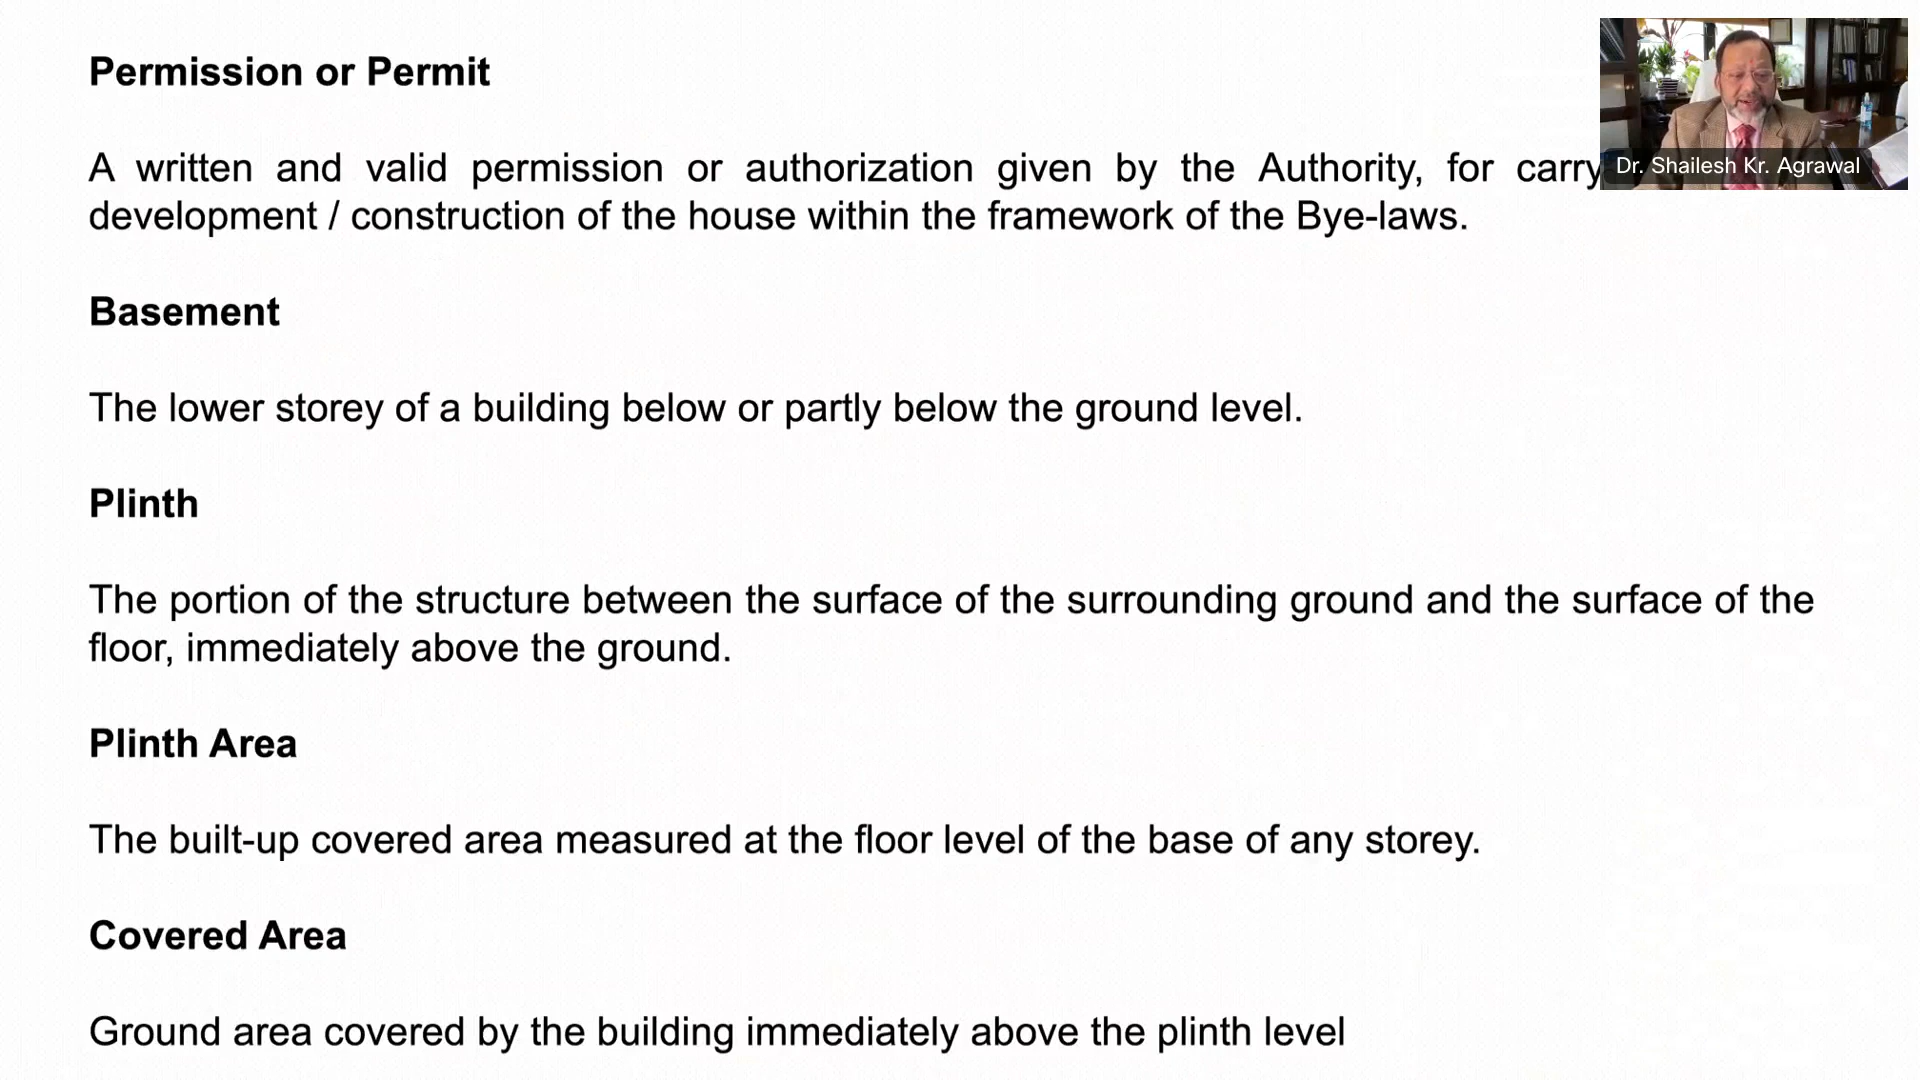 Permission or Permit
A written and valid permission or authorization given by the Authority, for carry
development / construction of the house within the framework of the Bye-laws.
Dr. Shailesh Kr. Agrawal
Basement
The lower storey of a building below or partly below the ground level.
Plinth
The portion of the structure between the surface of the surrounding ground and the surface of the
floor, immediately above the ground.
Plinth Area
The built-up covered area measured at the floor level of the base of any storey.
Covered Area
Ground area covered by the building immediately above the plinth level